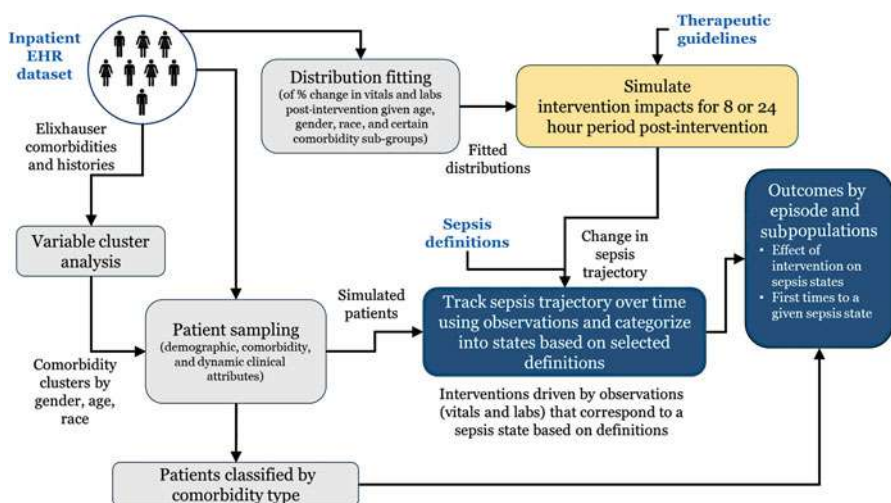 Inpatient
EHR
dataset
Elixhauser
comorbidities
and histories
Variable cluster
analysis
Comorbidity
clusters by
gender, age,
race
Distribution fitting
(of % change in vitals and labs
post-intervention given age,
gender, race, and certain
comorbidity sub-groups)
Fitted
distributions
Therapeutic
guidelines
Simulate
intervention impacts for 8 or 24
hour period post-intervention
Sepsis
definitions
Change in
sepsis
trajectory
Patient sampling
(demographic, comorbidity,
and dynamic clinical
attributes)
Simulated
patients
Track sepsis trajectory over time
using observations and categorize
into states based on selected
definitions
Interventions driven by observations
(vitals and labs) that correspond to a
sepsis state based on definitions
Outcomes by
episode and
subpopulations
• Effect of
intervention on
sepsis states
• First times to a
given sepsis state
Patients classified by
comorbidity type